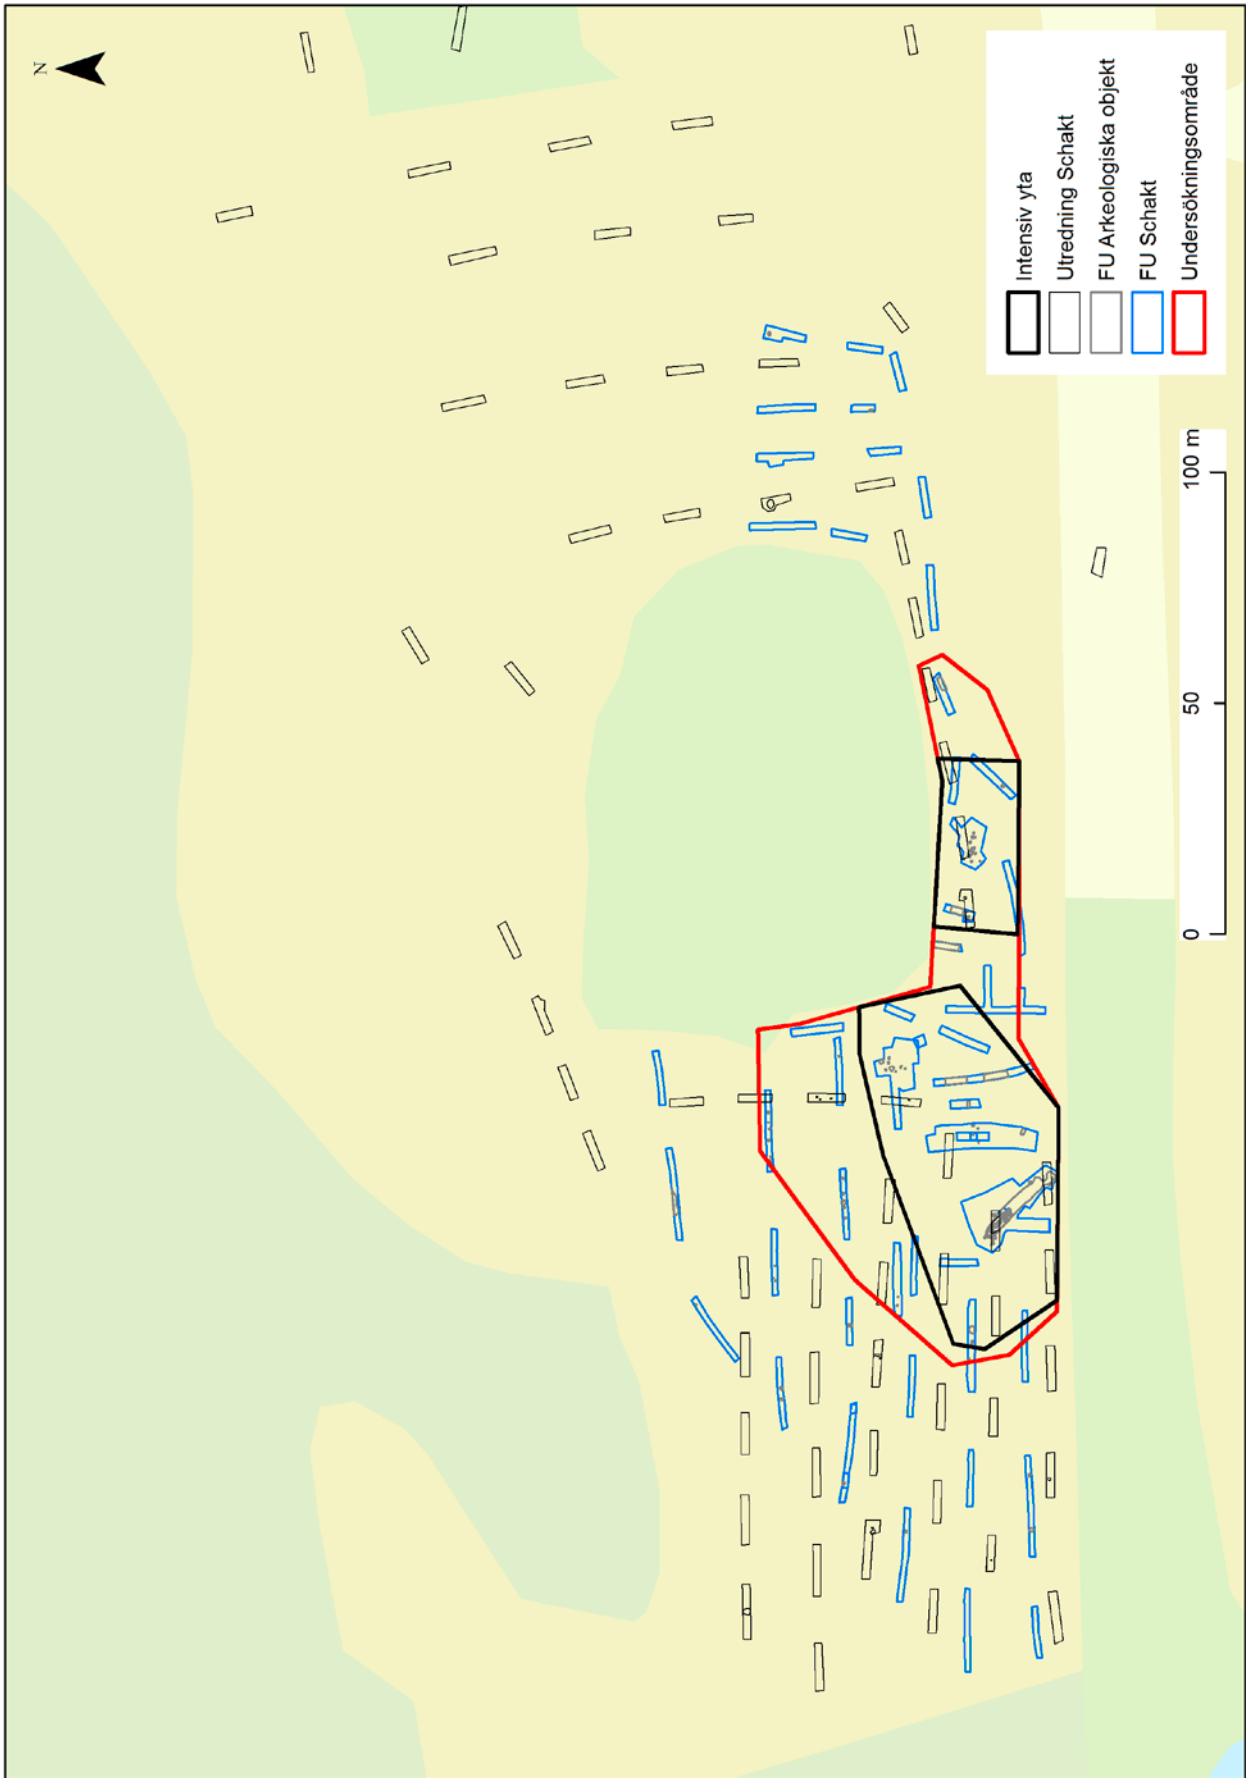 N
Intensiv yta
Utredning Schakt
FU Arkeologiska objekt
FU Schakt
Undersökningsområde
0 50 100 m